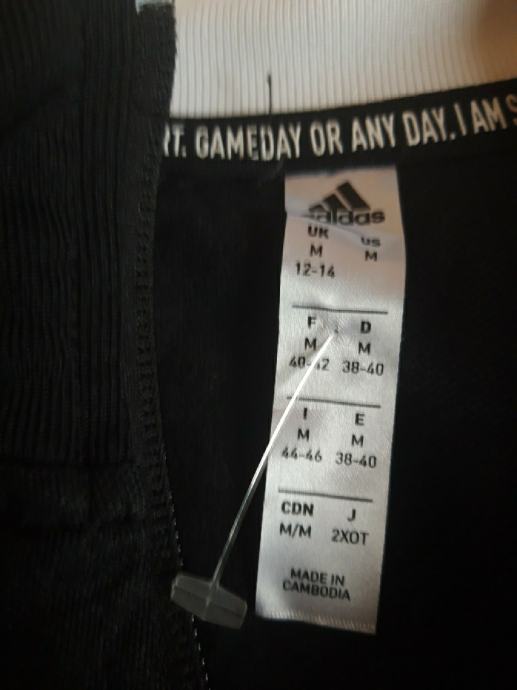 RT. GAMEDAY OR ANY DAY. I AM S
adidas
UK US
M M
12-14
F D
M M
40-42 38-40
I E
M M
44-46 38-40
CDN J
M/M 2XOT
MADE IN
CAMBODIA